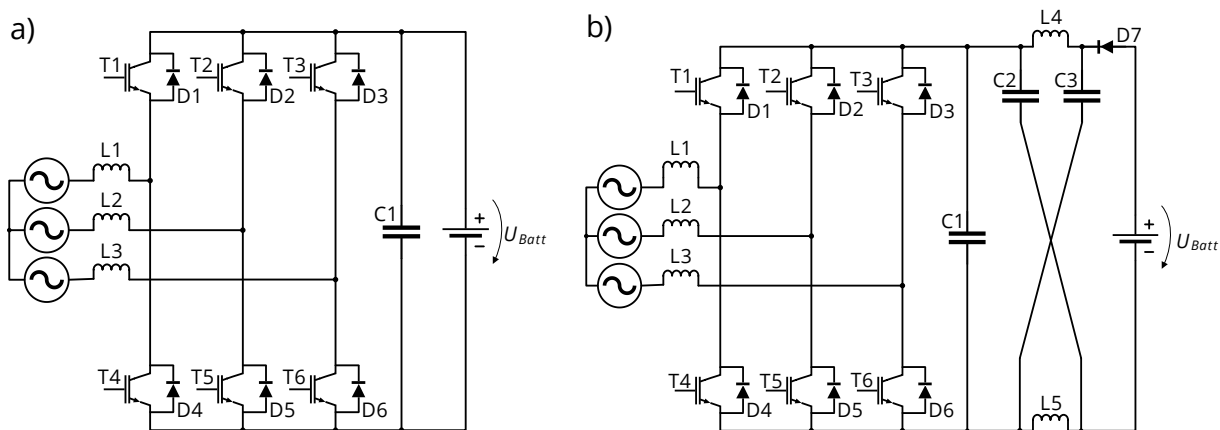 a)
T1
D1
T2
D2
T3
D3
L1
L2
L3
C1
+
−
U_Batt
T4
D4
T5
D5
T6
D6
b)
L4
D7
T1
D1
T2
D2
T3
D3
C2
C3
L1
L2
L3
C1
+
−
U_Batt
T4
D4
T5
D5
T6
D6
L5